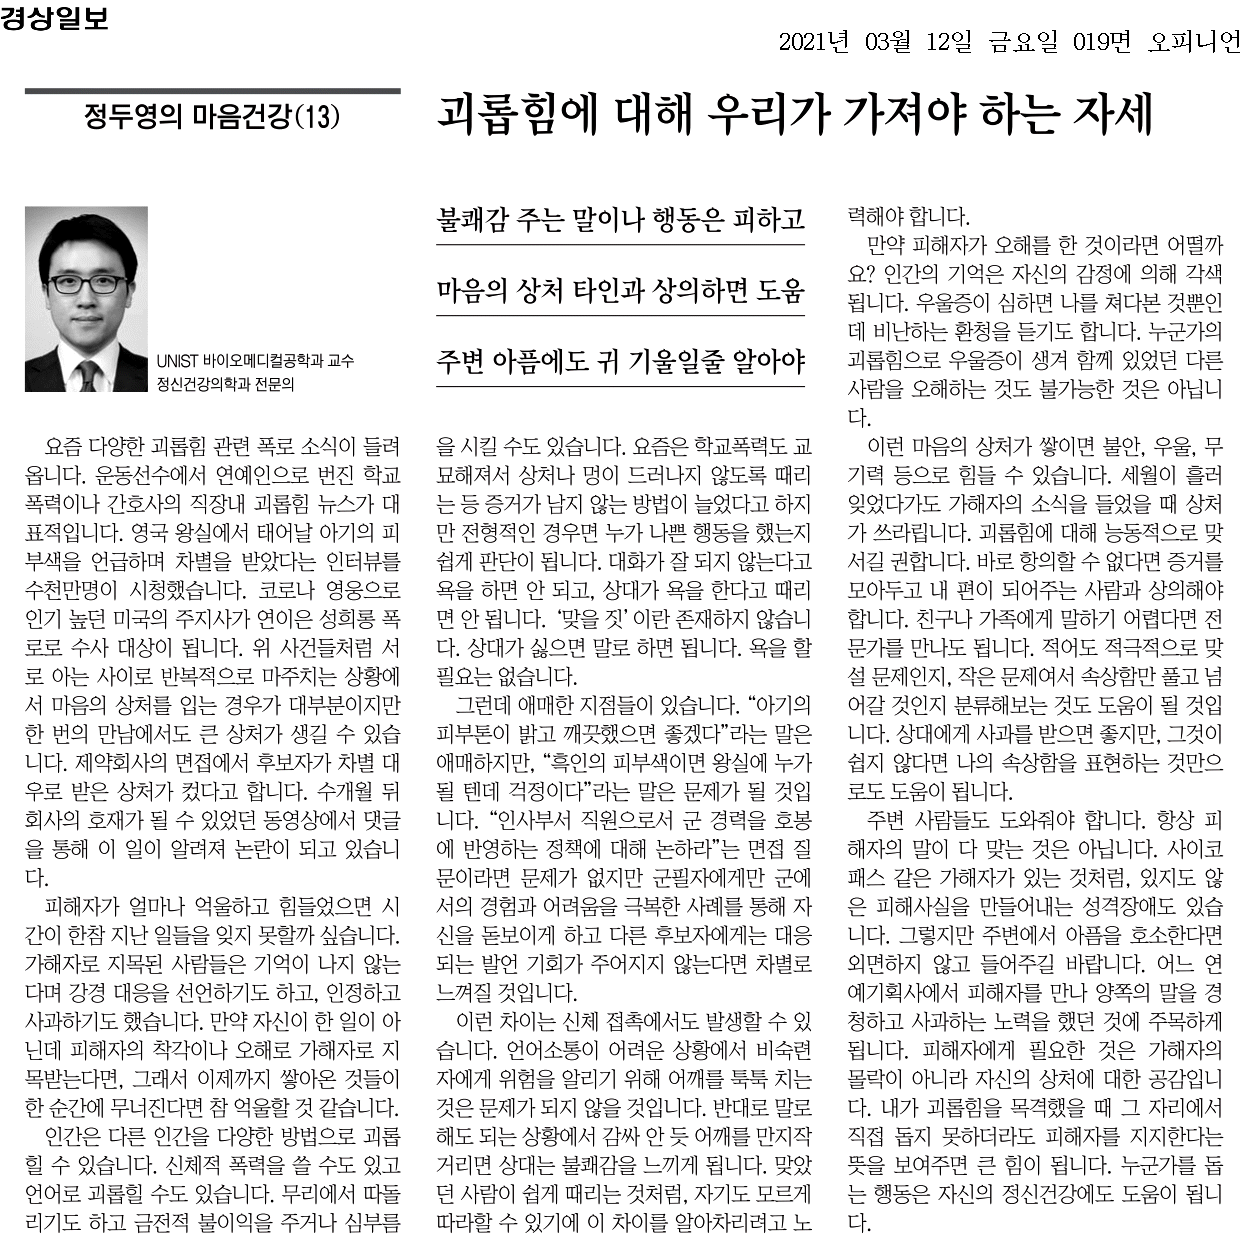 경상일보
2021년 03월 12일 금요일 019면 오피니언
정두영의 마음건강(13)
괴롭힘에 대해 우리가 가져야 하는 자세
UNIST 바이오메디컬공학과 교수
정신건강의학과 전문의
불쾌감 주는 말이나 행동은 피하고
마음의 상처 타인과 상의하면 도움
주변 아픔에도 귀 기울일줄 알아야
요즘 다양한 괴롭힘 관련 폭로 소식이 들려
옵니다. 운동선수에서 연예인으로 번진 학교
폭력이나 간호사의 직장내 괴롭힘 뉴스가 대
표적입니다. 영국 왕실에서 태어날 아기의 피
부색을 언급하며 차별을 받았다는 인터뷰를
수천만명이 시청했습니다. 코로나 영웅으로
인기 높던 미국의 주지사가 연이은 성희롱 폭
로로 수사 대상이 됩니다. 위 사건들처럼 서
로 아는 사이로 반복적으로 마주치는 상황에
서 마음의 상처를 입는 경우가 대부분이지만
한 번의 만남에서도 큰 상처가 생길 수 있습
니다. 제약회사의 면접에서 후보자가 차별 대
우로 받은 상처가 컸다고 합니다. 수개월 뒤
회사의 호재가 될 수 있었던 동영상에서 댓글
을 통해 이 일이 알려져 논란이 되고 있습니
다.
피해자가 얼마나 억울하고 힘들었으면 시
간이 한참 지난 일들을 잊지 못할까 싶습니다.
가해자로 지목된 사람들은 기억이 나지 않는
다며 강경 대응을 선언하기도 하고, 인정하고
사과하기도 했습니다. 만약 자신이 한 일이 아
닌데 피해자의 착각이나 오해로 가해자로 지
목받는다면, 그래서 이제까지 쌓아온 것들이
한 순간에 무너진다면 참 억울할 것 같습니다.
인간은 다른 인간을 다양한 방법으로 괴롭
힐 수 있습니다. 신체적 폭력을 쓸 수도 있고
언어로 괴롭힐 수도 있습니다. 무리에서 따돌
리기도 하고 금전적 불이익을 주거나 심부름
을 시킬 수도 있습니다. 요즘은 학교폭력도 교
묘해져서 상처나 멍이 드러나지 않도록 때리
는 등 증거가 남지 않는 방법이 늘었다고 하지
만 전형적인 경우면 누가 나쁜 행동을 했는지
쉽게 판단이 됩니다. 대화가 잘 되지 않는다고
욕을 하면 안 되고, 상대가 욕을 한다고 때리
면 안 됩니다. ‘맞을 짓’이란 존재하지 않습니
다. 상대가 싫으면 말로 하면 됩니다. 욕을 할
필요는 없습니다.
그런데 애매한 지점들이 있습니다. “아기의
피부톤이 밝고 깨끗했으면 좋겠다”라는 말은
애매하지만, “흑인의 피부색이면 왕실에 누가
될 텐데 걱정이다”라는 말은 문제가 될 것입
니다. “인사부서 직원으로서 군 경력을 호봉
에 반영하는 정책에 대해 논하라”는 면접 질
문이라면 문제가 없지만 군필자에게만 군에
서의 경험과 어려움을 극복한 사례를 통해 자
신을 돋보이게 하고 다른 후보자에게는 대응
되는 발언 기회가 주어지지 않는다면 차별로
느껴질 것입니다.
이런 차이는 신체 접촉에서도 발생할 수 있
습니다. 언어소통이 어려운 상황에서 비숙련
자에게 위험을 알리기 위해 어깨를 툭툭 치는
것은 문제가 되지 않을 것입니다. 반대로 말로
해도 되는 상황에서 감싸 안 듯 어깨를 만지작
거리면 상대는 불쾌감을 느끼게 됩니다. 맞았
던 사람이 쉽게 때리는 것처럼, 자기도 모르게
따라할 수 있기에 이 차이를 알아차리려고 노
력해야 합니다.
만약 피해자가 오해를 한 것이라면 어떨까
요? 인간의 기억은 자신의 감정에 의해 각색
됩니다. 우울증이 심하면 나를 쳐다본 것뿐인
데 비난하는 환청을 듣기도 합니다. 누군가의
괴롭힘으로 우울증이 생겨 함께 있었던 다른
사람을 오해하는 것도 불가능한 것은 아닙니
다.
이런 마음의 상처가 쌓이면 불안, 우울, 무
기력 등으로 힘들 수 있습니다. 세월이 흘러
잊었다가도 가해자의 소식을 들었을 때 상처
가 쓰라립니다. 괴롭힘에 대해 능동적으로 맞
서길 권합니다. 바로 항의할 수 없다면 증거를
모아두고 내 편이 되어주는 사람과 상의해야
합니다. 친구나 가족에게 말하기 어렵다면 전
문가를 만나도 됩니다. 적어도 적극적으로 맞
설 문제인지, 작은 문제여서 속상함만 풀고 넘
어갈 것인지 분류해보는 것도 도움이 될 것입
니다. 상대에게 사과를 받으면 좋지만, 그것이
쉽지 않다면 나의 속상함을 표현하는 것만으
로도 도움이 됩니다.
주변 사람들도 도와줘야 합니다. 항상 피
해자의 말이 다 맞는 것은 아닙니다. 사이코
패스 같은 가해자가 있는 것처럼, 있지도 않
은 피해사실을 만들어내는 성격장애도 있습
니다. 그렇지만 주변에서 아픔을 호소한다면
외면하지 않고 들어주길 바랍니다. 어느 연
예기획사에서 피해자를 만나 양쪽의 말을 경
청하고 사과하는 노력을 했던 것에 주목하게
됩니다. 피해자에게 필요한 것은 가해자의
몰락이 아니라 자신의 상처에 대한 공감입니
다. 내가 괴롭힘을 목격했을 때 그 자리에서
직접 돕지 못하더라도 피해자를 지지한다는
뜻을 보여주면 큰 힘이 됩니다. 누군가를 돕
는 행동은 자신의 정신건강에도 도움이 됩니
다.